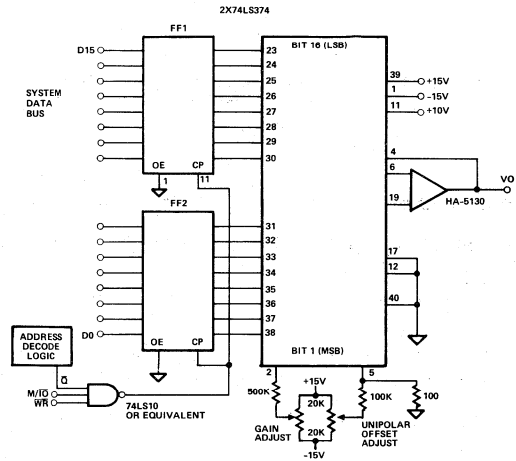 2X74LS374
FF1
D15
SYSTEM
DATA
BUS
OE
CP
1
11
23
24
25
26
27
28
29
30
BIT 16 (LSB)
39
+15V
1
-15V
11
+10V
4
6
19
HA-5130
VO
FF2
OE
CP
D0
31
32
33
34
35
36
37
38
17
12
40
BIT 1 (MSB)
ADDRESS
DECODE
LOGIC
Q̅
M/I̅O̅
W̅R̅
74LS10
OR EQUIVALENT
2
5
500K
+15V
20K
20K
-15V
100K
100
GAIN
ADJUST
UNIPOLAR
OFFSET
ADJUST